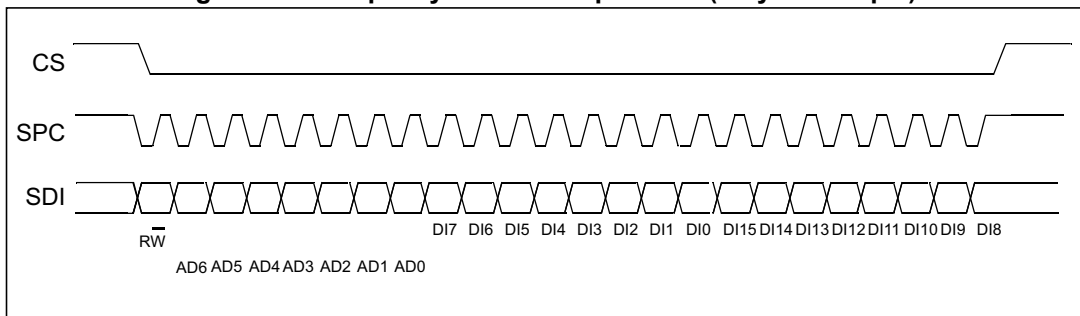 CS
SPC
SDI
RW
DI7 DI6 DI5 DI4 DI3 DI2 DI1 DI0 DI15 DI14 DI13 DI12 DI11 DI10 DI9 DI8
AD6 AD5 AD4 AD3 AD2 AD1 AD0